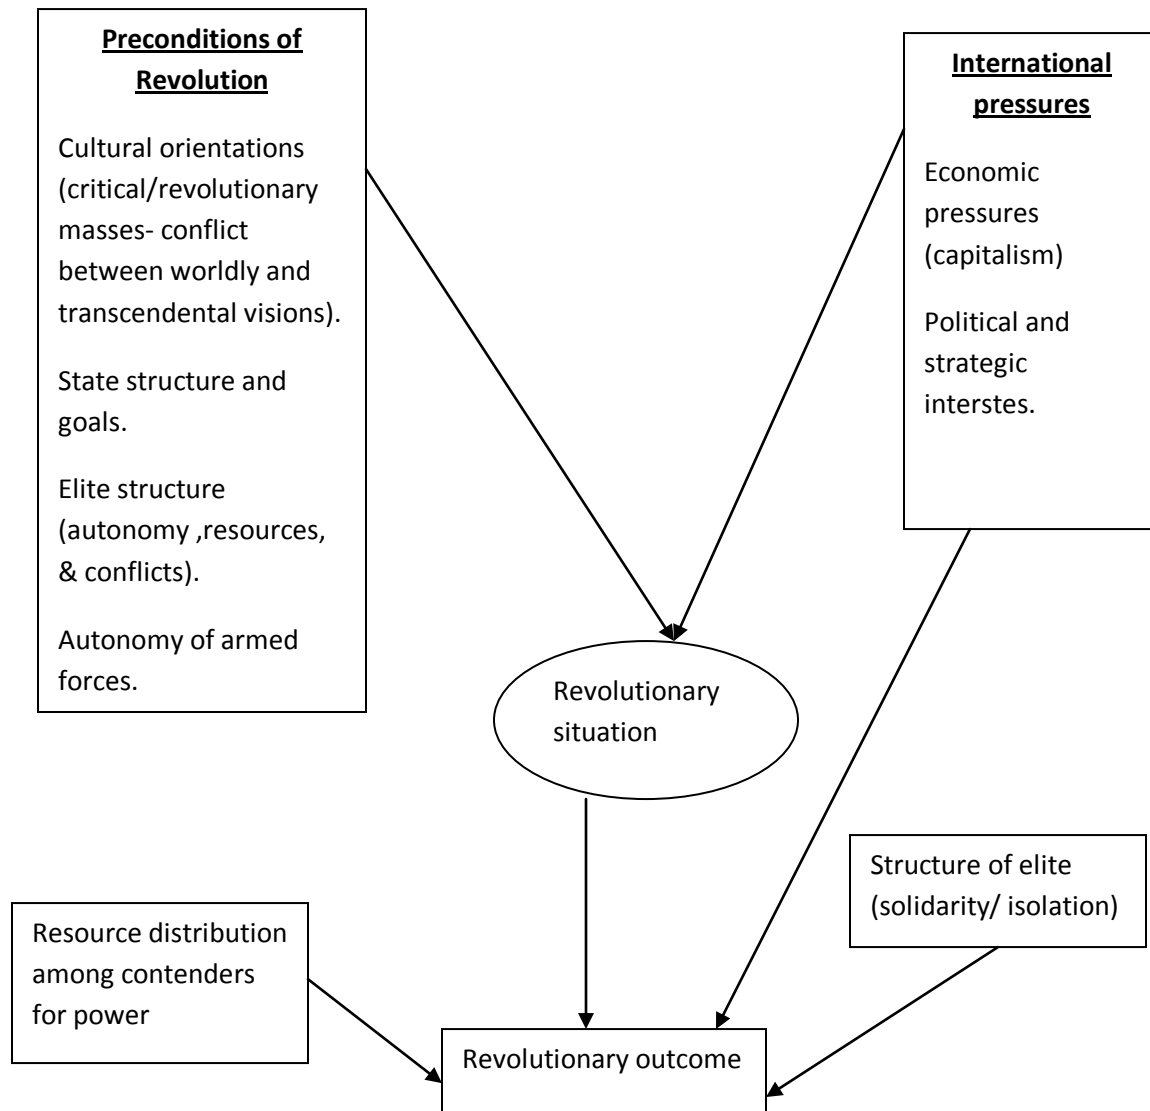 Preconditions of
Revolution
Cultural orientations
(critical/revolutionary
masses- conflict
between worldly and
transcendental visions).
State structure and
goals.
Elite structure
(autonomy ,resources,
& conflicts).
Autonomy of armed
forces.
International
pressures
Economic
pressures
(capitalism)
Political and
strategic
interstes.
Revolutionary
situation
Structure of elite
(solidarity/ isolation)
Resource distribution
among contenders
for power
Revolutionary outcome